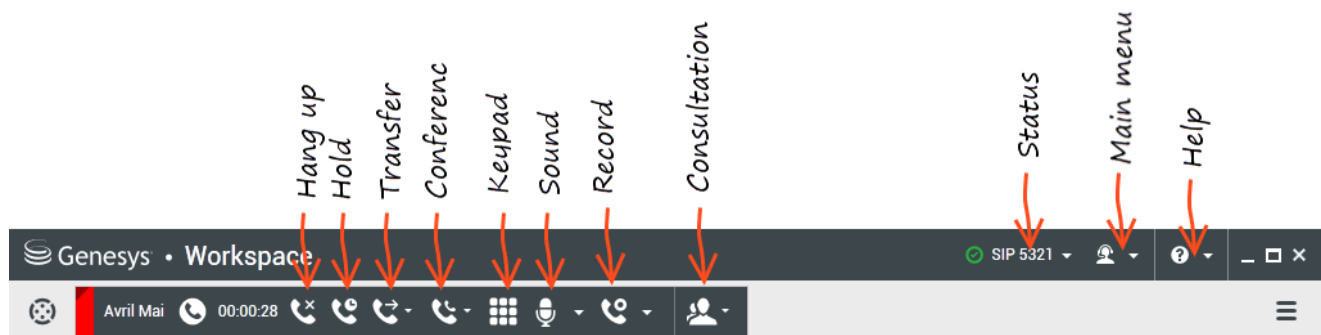 Hang up
Hold
Transfer
Conferenc
Keypad
Sound
Record
Consultation
Status
Main menu
Help
Genesys • Workspace
SIP 5321
Avril Mai 00:00:28